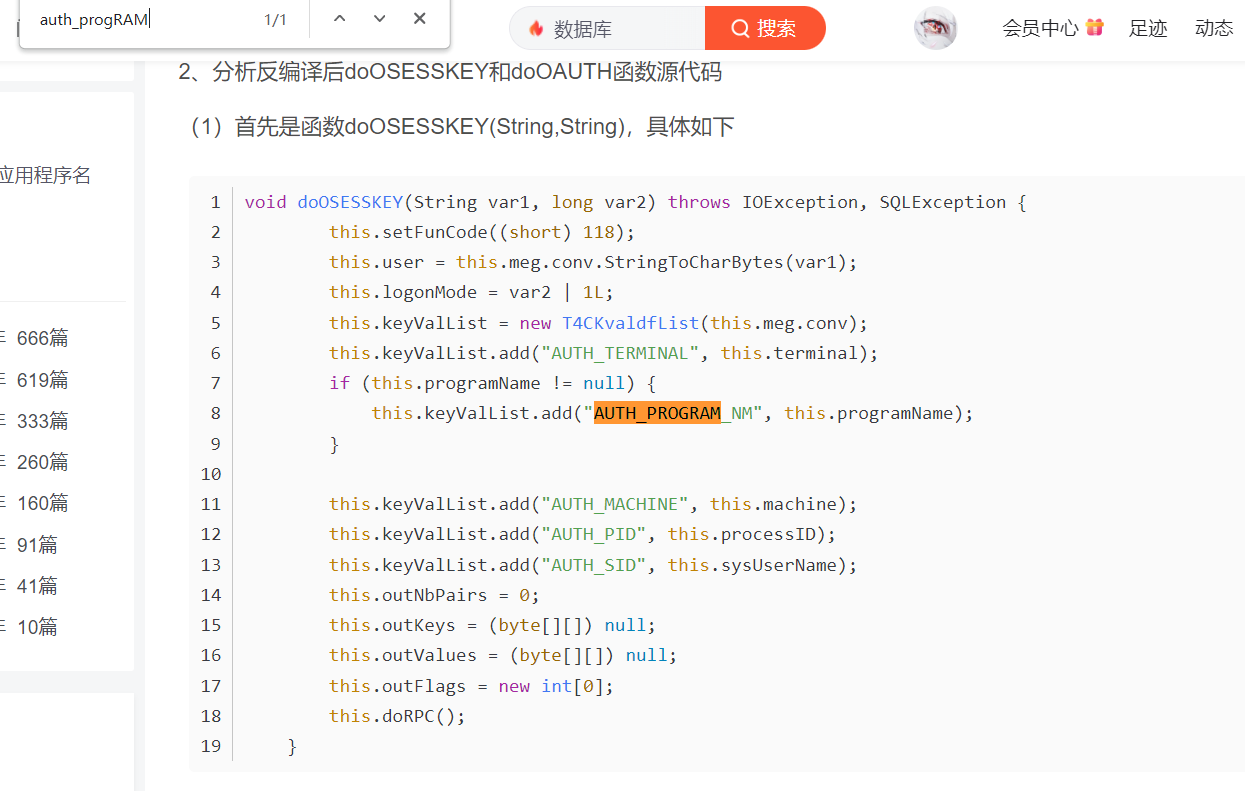 auth_progRAM 1/1
数据库
搜索
会员中心
足迹
动态
2、分析反编译后doOSESSKEY和doOAUTH函数源代码
（1）首先是函数doOSESSKEY(String,String)，具体如下
应用程序名
666篇
619篇
333篇
260篇
160篇
91篇
41篇
10篇
1 void doOSESSKEY(String var1, long var2) throws IOException, SQLException {
2 this.setFunCode((short) 118);
3 this.user = this.meg.conv.StringToCharBytes(var1);
4 this.logonMode = var2 | 1L;
5 this.keyValList = new T4CKvaldfList(this.meg.conv);
6 this.keyValList.add("AUTH_TERMINAL", this.terminal);
7 if (this.programName != null) {
8 this.keyValList.add("AUTH_PROGRAM_NM", this.programName);
9 }
10
11 this.keyValList.add("AUTH_MACHINE", this.machine);
12 this.keyValList.add("AUTH_PID", this.processID);
13 this.keyValList.add("AUTH_SID", this.sysUserName);
14 this.outNbPairs = 0;
15 this.outKeys = (byte[][]) null;
16 this.outValues = (byte[][]) null;
17 this.outFlags = new int[0];
18 this.doRPC();
19 }